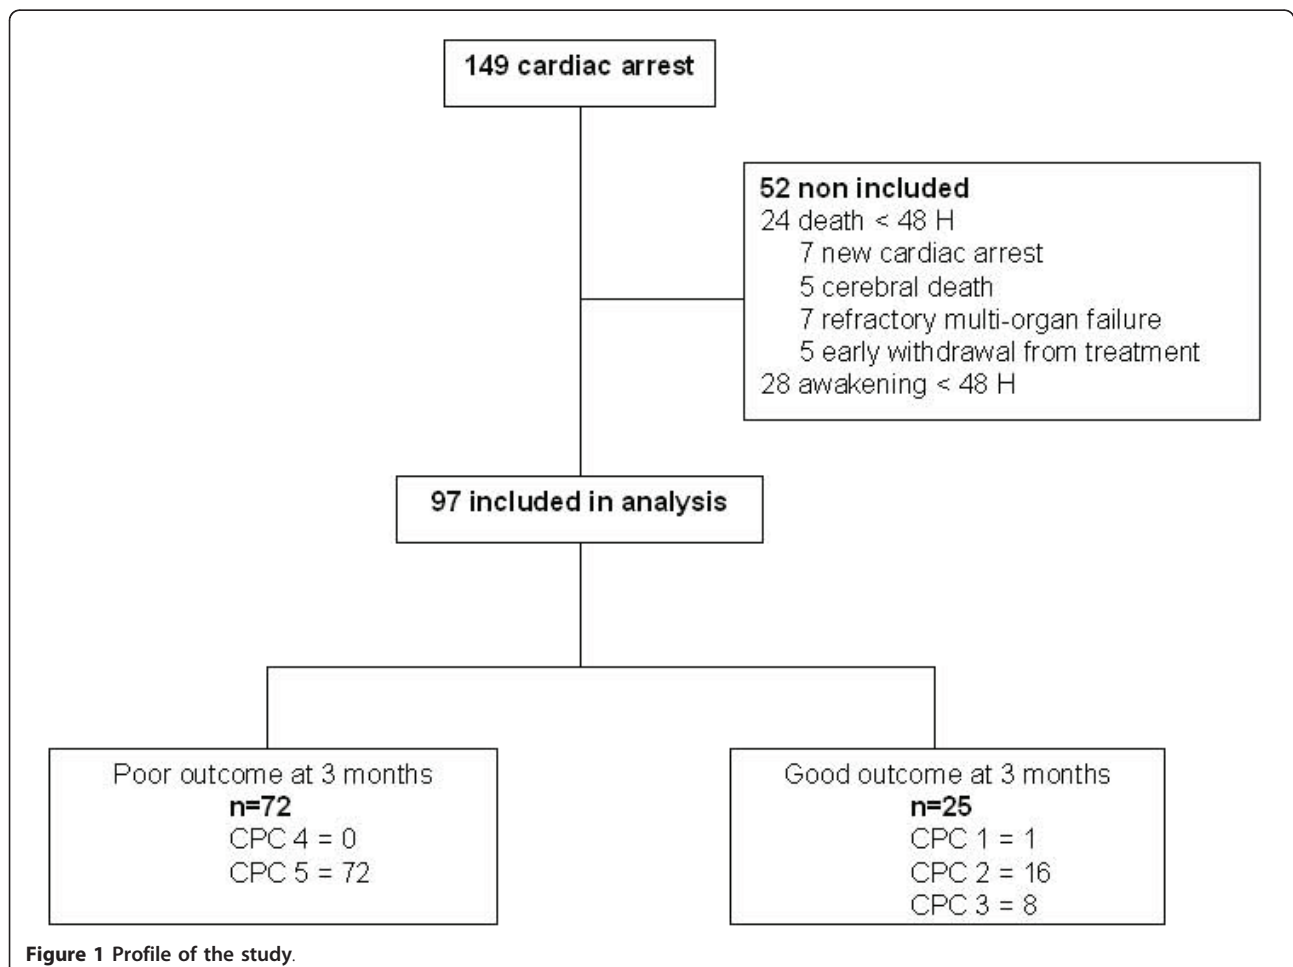 149 cardiac arrest
52 non included
24 death < 48 H
7 new cardiac arrest
5 cerebral death
7 refractory multi-organ failure
5 early withdrawal from treatment
28 awakening < 48 H
97 included in analysis
Poor outcome at 3 months
n=72
CPC 4 = 0
CPC 5 = 72
Good outcome at 3 months
n=25
CPC 1 = 1
CPC 2 = 16
CPC 3 = 8
Figure 1 Profile of the study.